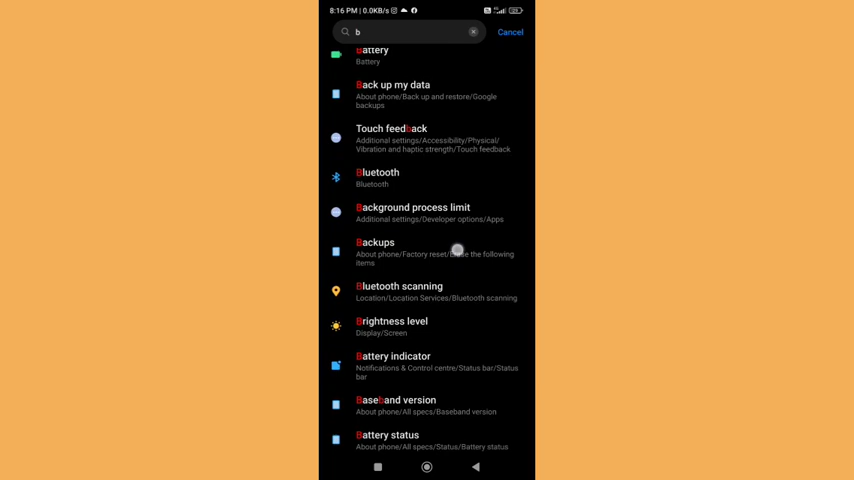 8:16 PM | 0.0KB/s
b
Cancel
Battery
Battery
Back up my data
About phone/Back up and restore/Google
backups
Touch feedback
Additional settings/Accessibility/Physical/
Vibration and haptic strength/Touch feedback
Bluetooth
Bluetooth
Background process limit
Additional settings/Developer options/Apps
Backups
About phone/Factory reset/Erase the following
items
Bluetooth scanning
Location/Location Services/Bluetooth scanning
Brightness level
Display/Screen
Battery indicator
Notifications & Control centre/Status bar/Status
bar
Baseband version
About phone/All specs/Baseband version
Battery status
About phone/All specs/Status/Battery status